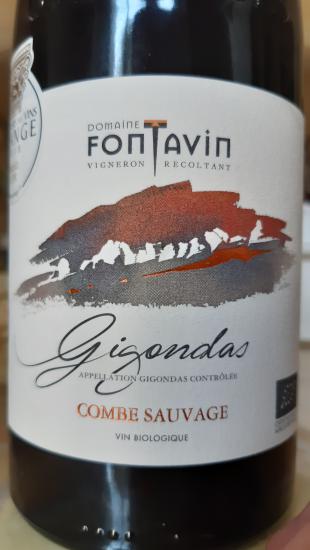 DOMAINE
FONTAVIN
VIGNERON RECOLTANT
Gigondas
APPELLATION GIGONDAS CONTRÔLÉE
COMBE SAUVAGE
VIN BIOLOGIQUE